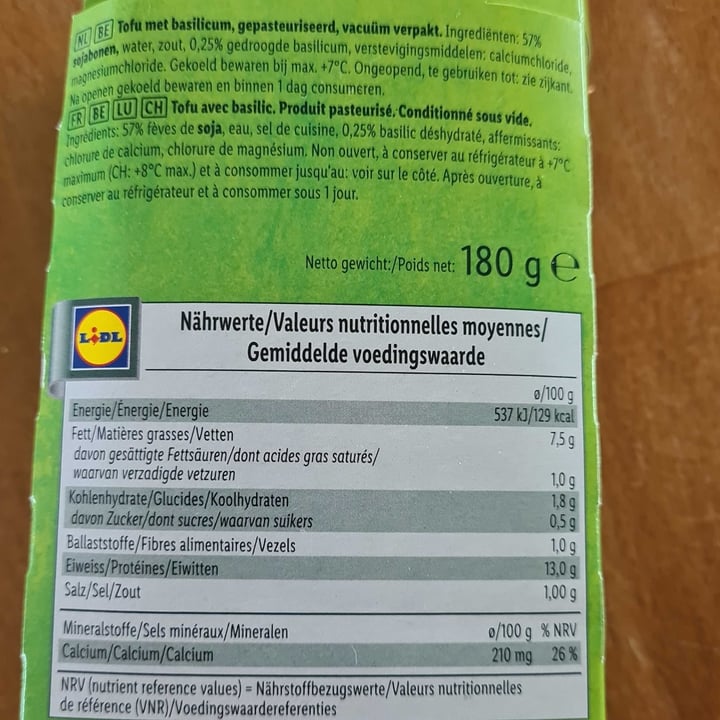 NL BE Tofu met basilicum, gepasteuriseerd, vacuüm verpakt. Ingrediënten: 57%
sojabonen, water, zout, 0,25% gedroogde basilicum, verstevigingsmiddelen: calciumchloride,
magnesiumchloride. Gekoeld bewaren bij max. +7°C. Ongeopend, te gebruiken tot: zie zijkant.
Na openen gekoeld bewaren en binnen 1 dag consumeren.
FR BE LU CH Tofu avec basilic. Produit pasteurisé. Conditionné sous vide.
Ingrédients: 57% fèves de soja, eau, sel de cuisine, 0,25% basilic déshydraté, affermissants:
chlorure de calcium, chlorure de magnésium. Non ouvert, à conserver au réfrigérateur à +7°C
maximum (CH: +8°C max.) et à consommer jusqu'au: voir sur le côté. Après ouverture, à
conserver au réfrigérateur et à consommer sous 1 jour.
Netto gewicht:/Poids net: 180 g e
LIDL
Nährwerte/Valeurs nutritionnelles moyennes/
Gemiddelde voedingswaarde
ø/100 g
Energie/Énergie/Energie 537 kJ/129 kcal
Fett/Matières grasses/Vetten 7,5 g
davon gesättigte Fettsäuren/dont acides gras saturés/
waarvan verzadigde vetzuren 1,0 g
Kohlenhydrate/Glucides/Koolhydraten 1,8 g
davon Zucker/dont sucres/waarvan suikers 0,5 g
Ballaststoffe/Fibres alimentaires/Vezels 1,0 g
Eiweiss/Protéines/Eiwitten 13,0 g
Salz/Sel/Zout 1,00 g
Mineralstoffe/Sels minéraux/Mineralen ø/100 g % NRV
Calcium/Calcium/Calcium 210 mg 26 %
NRV (nutrient reference values) = Nährstoffbezugswerte/Valeurs nutritionnelles
de référence (VNR)/Voedingswaardereferenties